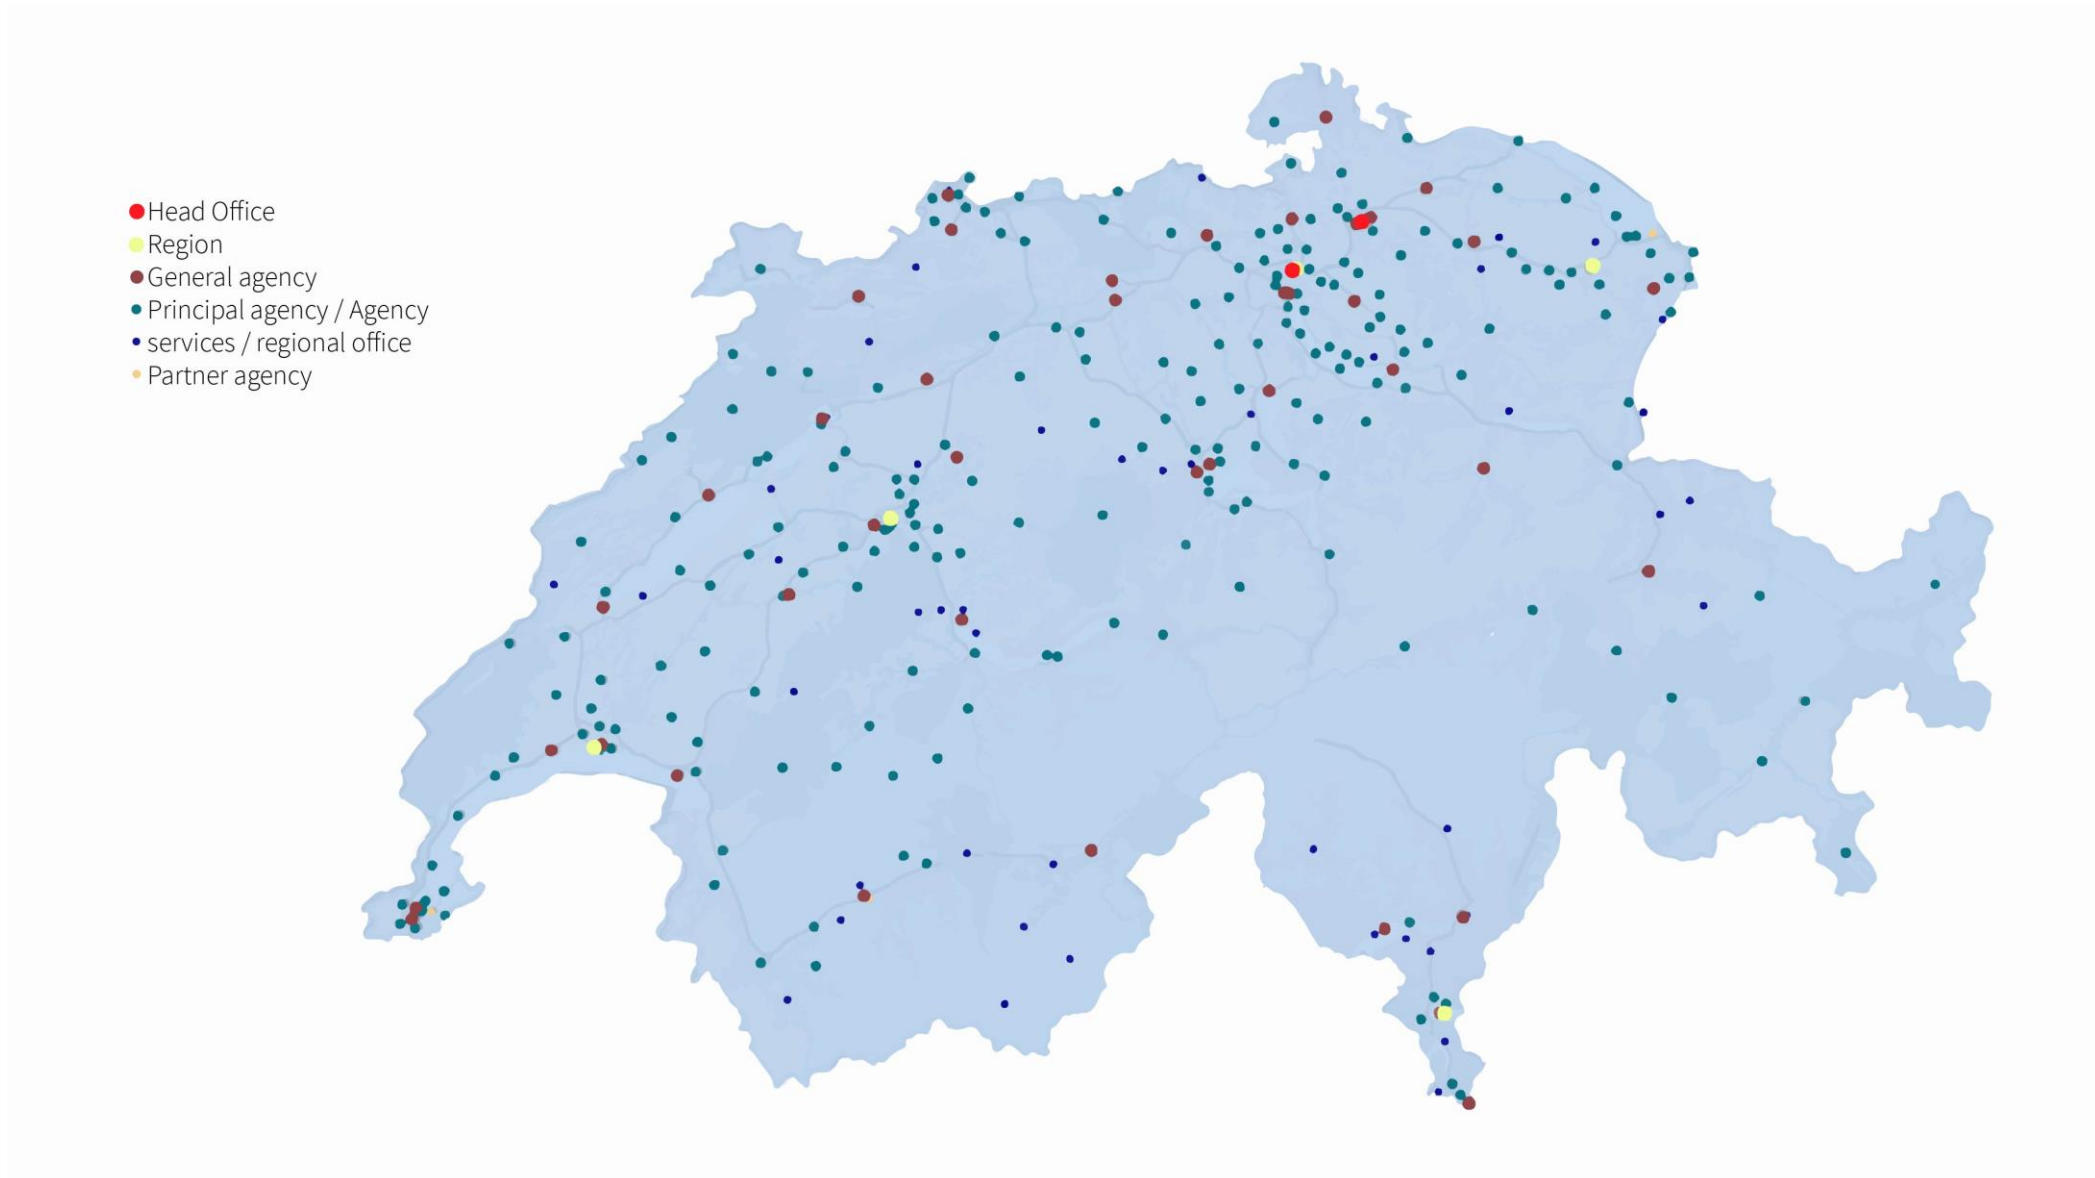 Head Office
Region
General agency
Principal agency / Agency
services / regional office
Partner agency